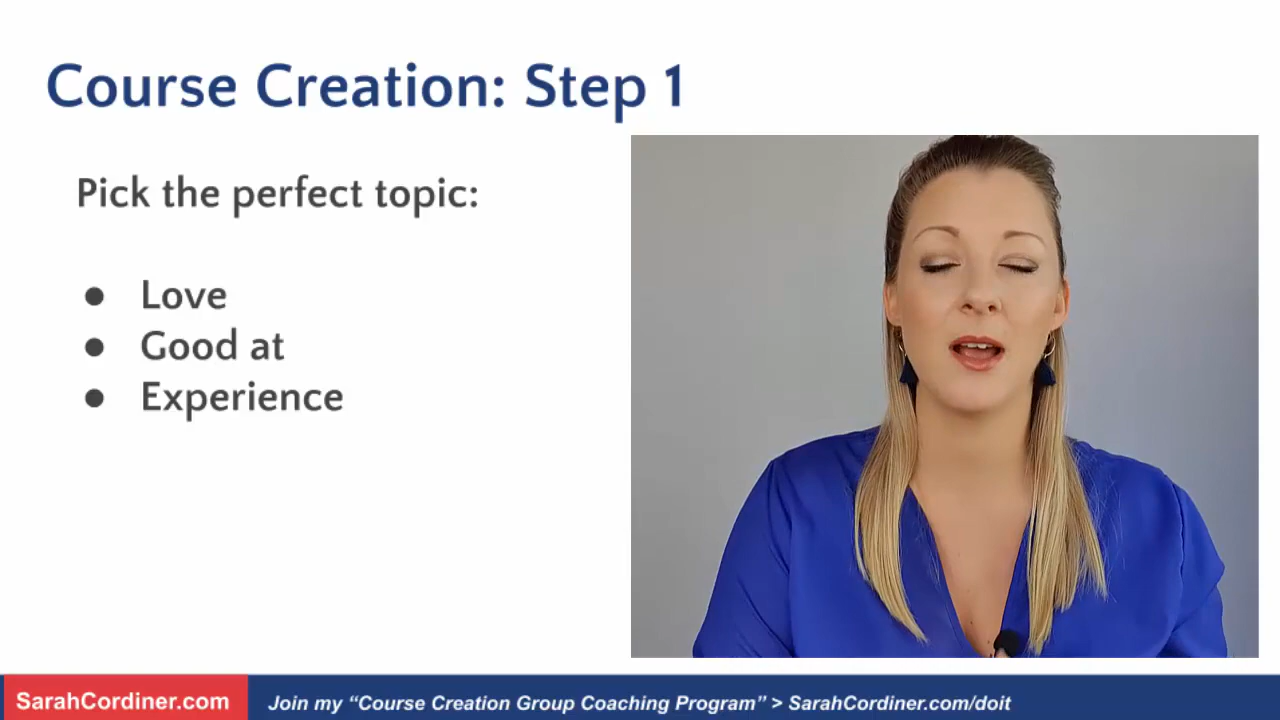 Course Creation: Step 1
Pick the perfect topic:
● Love
● Good at
● Experience
SarahCordiner.com
Join my “Course Creation Group Coaching Program” > SarahCordiner.com/doit